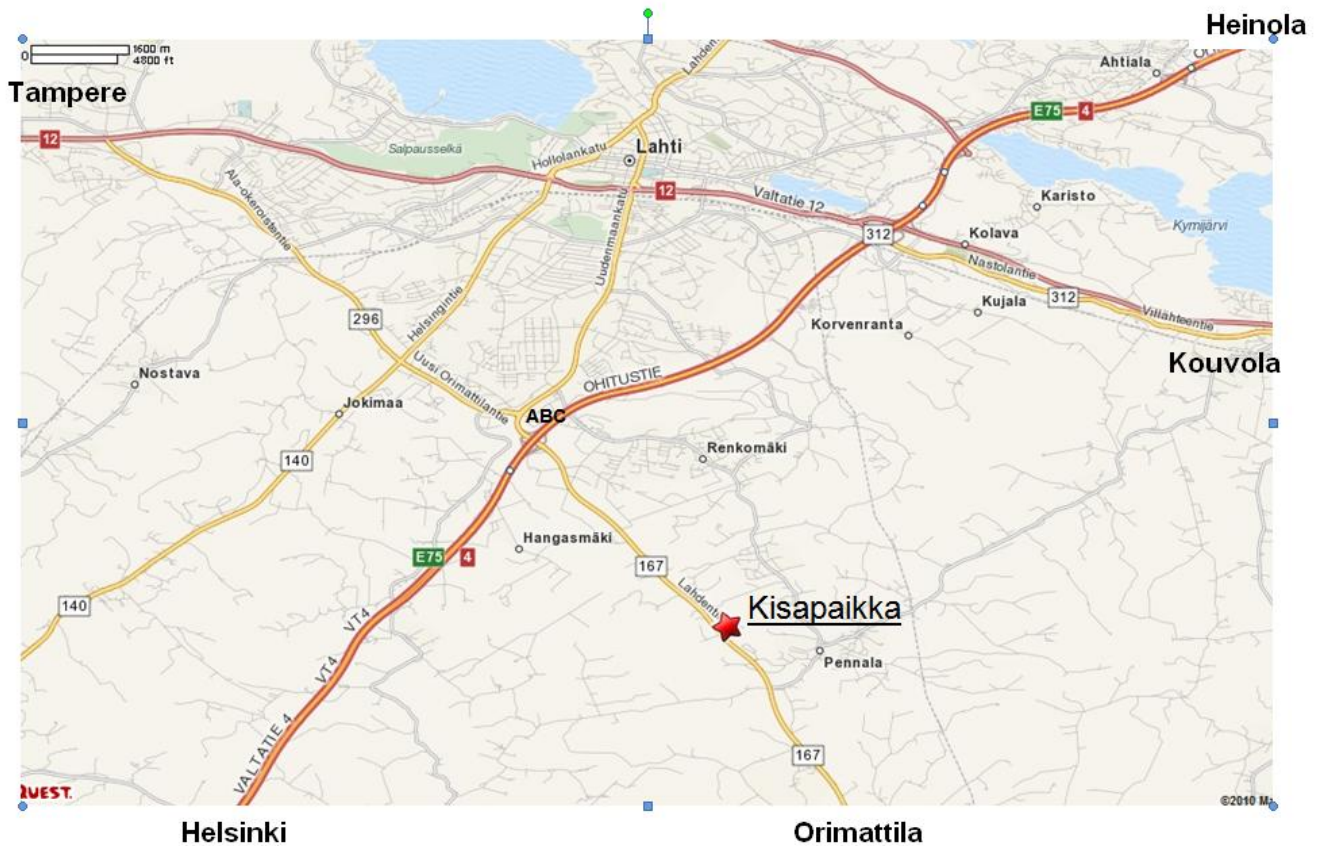 Heinola
0 1600 m
4800 ft
Ahtiala
Tampere
E75 4
12
Salpausselkä
Hollolankatu
Lahti
12
Valtatie 12
Karisto
Ala-okeroistentie
Uudenmaankatu
312
Kolava
Kymijärvi
Nastolantie
312
Kujala
Villähteentie
296
Helsingintie
Korvenranta
Nostava
Uusi Orimattilantie
OHITUSTIE
Kouvola
Jokimaa
ABC
Renkomäki
140
Hangasmäki
E75 4
167
140
Kisapaikka
VT4
VT4
Pennala
VALTATIE 4
167
QUEST.
©2010
Helsinki
Orimattila